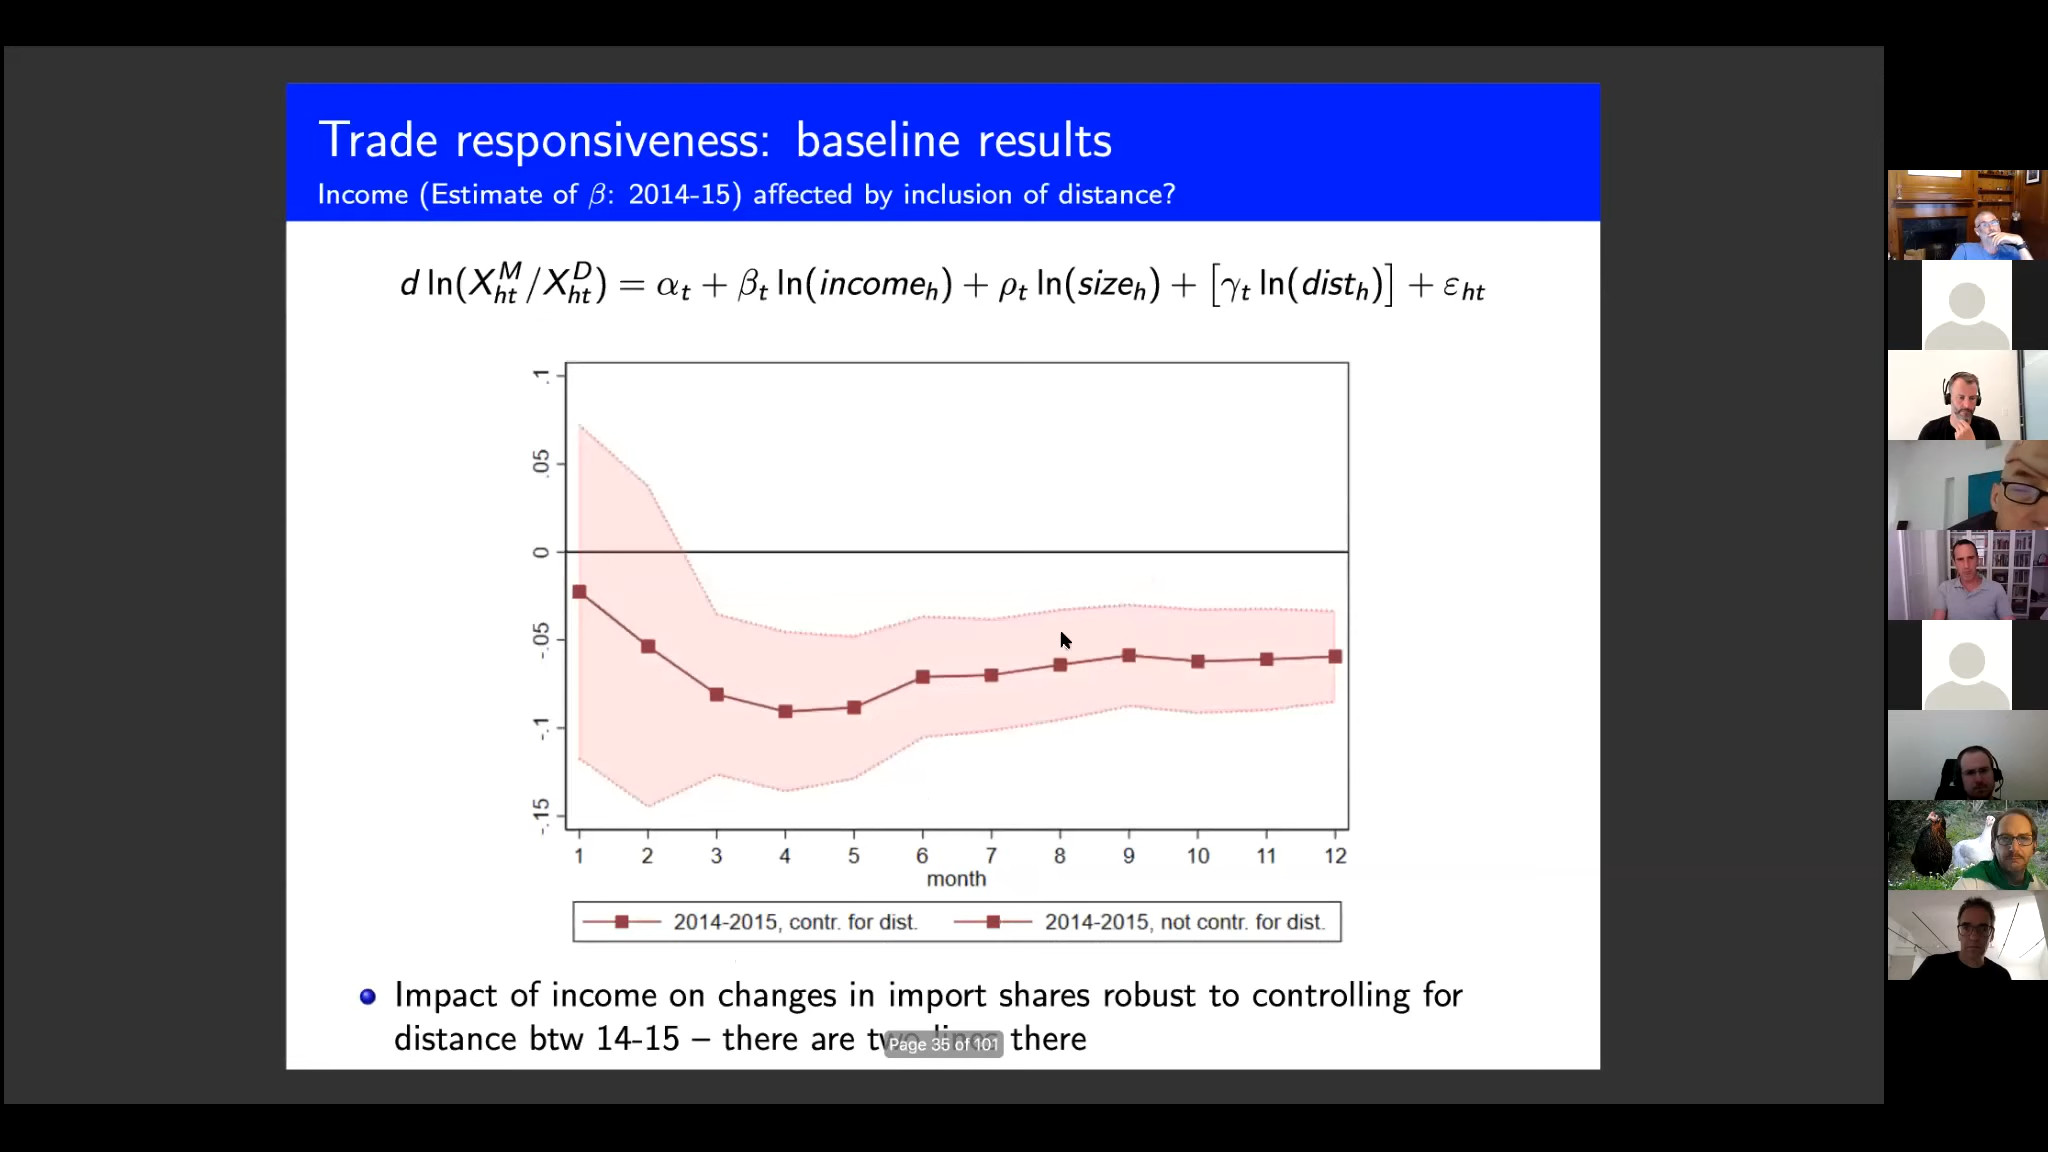 Trade responsiveness: baseline results
Income (Estimate of β: 2014-15) affected by inclusion of distance?
d ln(X^M_ht/X^D_ht) = α_t + β_t ln(income_h) + ρ_t ln(size_h) + [γ_t ln(dist_h)] + ε_ht
.1
.05
0
-.05
-.1
-.15
1 2 3 4 5 6 7 8 9 10 11 12
month
2014-2015, contr. for dist. 2014-2015, not contr. for dist.
Impact of income on changes in import shares robust to controlling for
distance btw 14-15 – there are two lines there
Page 35 of 101